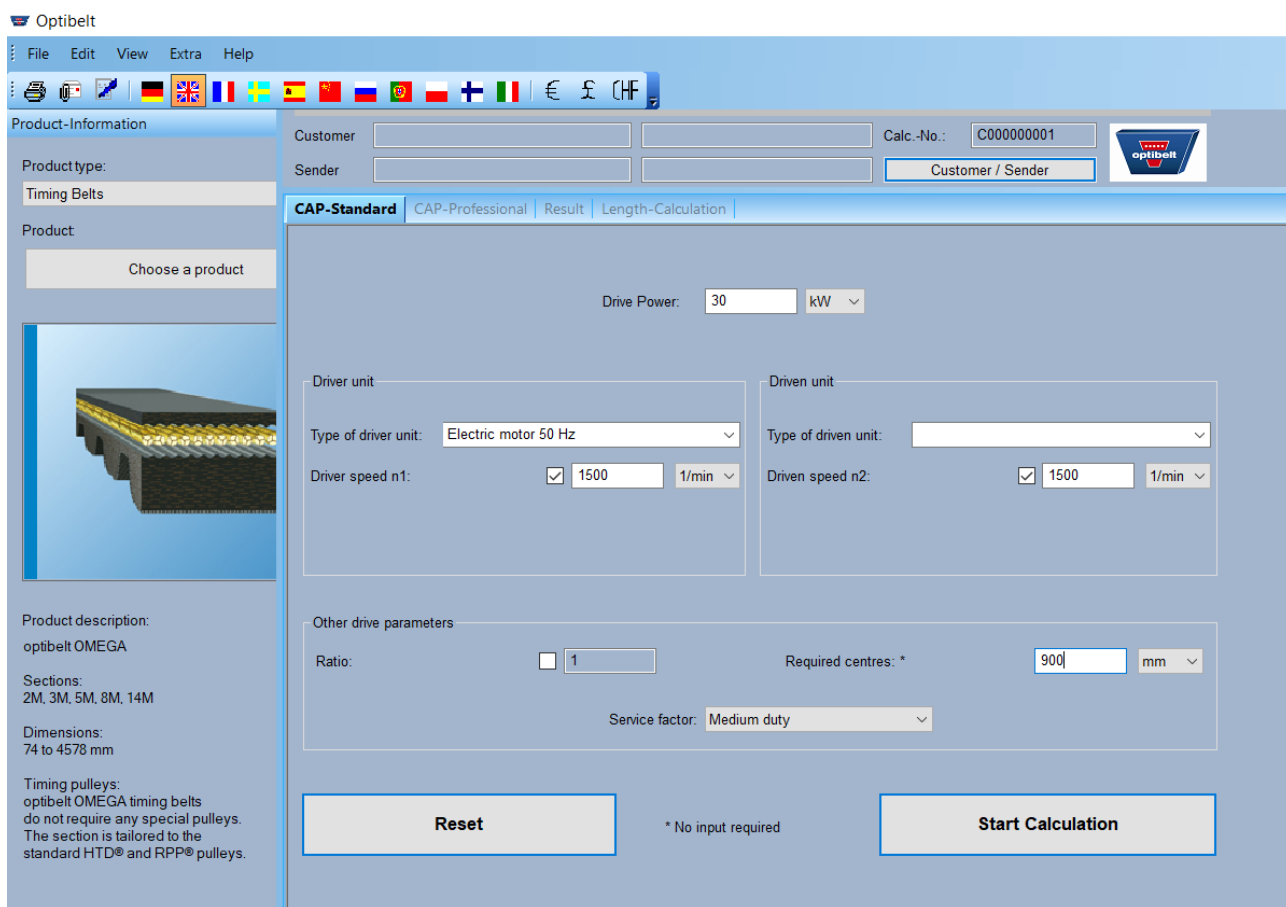 Optibelt
File Edit View Extra Help
€ £ CHF
Product-Information
Product type:
Timing Belts
Product:
Choose a product
Product description:
optibelt OMEGA
Sections:
2M, 3M, 5M, 8M, 14M
Dimensions:
74 to 4578 mm
Timing pulleys:
optibelt OMEGA timing belts
do not require any special pulleys.
The section is tailored to the
standard HTD® and RPP® pulleys.
Customer Calc.-No.: C000000001
Sender Customer / Sender
optibelt
CAP-Standard CAP-Professional Result Length-Calculation
Drive Power: 30 kW
Driver unit
Type of driver unit: Electric motor 50 Hz
Driver speed n1: 1500 1/min
Driven unit
Type of driven unit:
Driven speed n2: 1500 1/min
Other drive parameters
Ratio: 1 Required centres: * 900 mm
Service factor: Medium duty
Reset * No input required Start Calculation